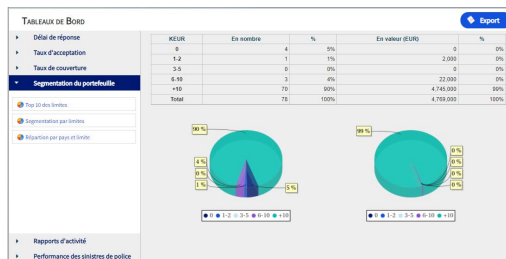 TABLEAUX DE BORD
Export
Délai de réponse
Taux d'acceptation
Taux de couverture
Segmentation du portefeuille
Top 10 des limites
Segmentation par limites
Répartion par pays et limite
Rapports d'activité
Performance des sinistres de police
KEUR En nombre % En valeur (EUR) %
0 4 5% 0 0%
1-2 1 1% 2,000 0%
3-5 0 0% 0 0%
6-10 3 4% 22,000 0%
+10 70 90% 4,745,000 99%
Total 78 100% 4,769,000 100%
90 %
4 %
0 %
1 %
5 %
0 1-2 3-5 6-10 +10
99 %
0 %
0 %
0 %
0 %
0 1-2 3-5 6-10 +10